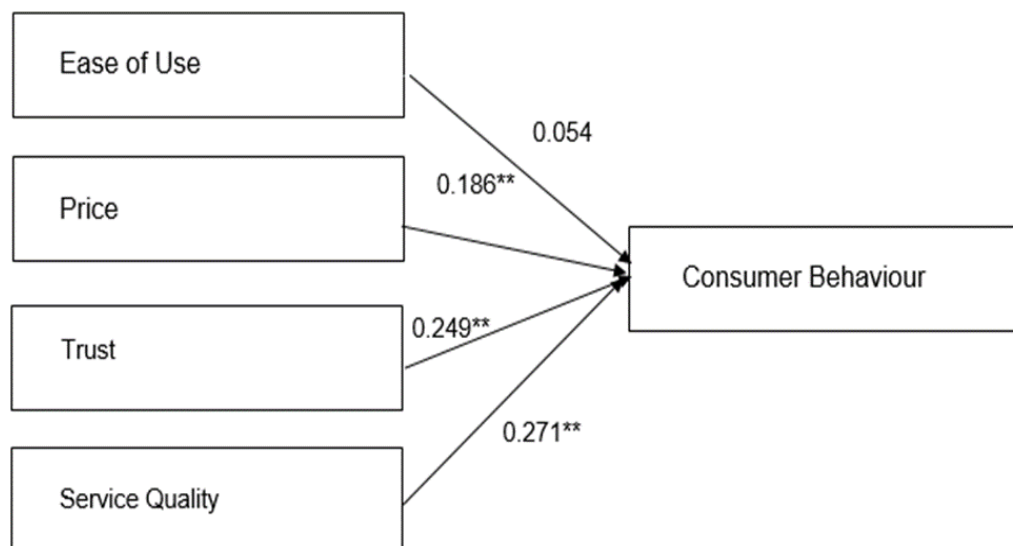 Ease of Use
0.054
0.186**
Price
Consumer Behaviour
0.249**
Trust
0.271**
Service Quality